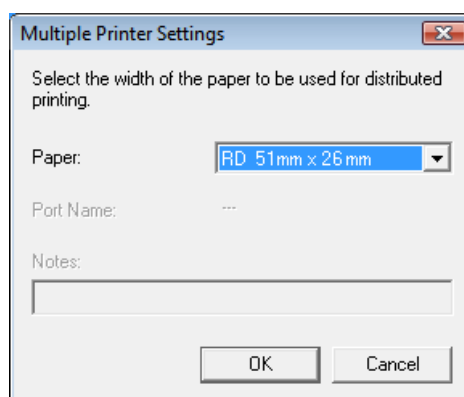 Multiple Printer Settings
Select the width of the paper to be used for distributed
printing.
Paper: RD 51mm x 26mm
Port Name: ---
Notes:
OK Cancel